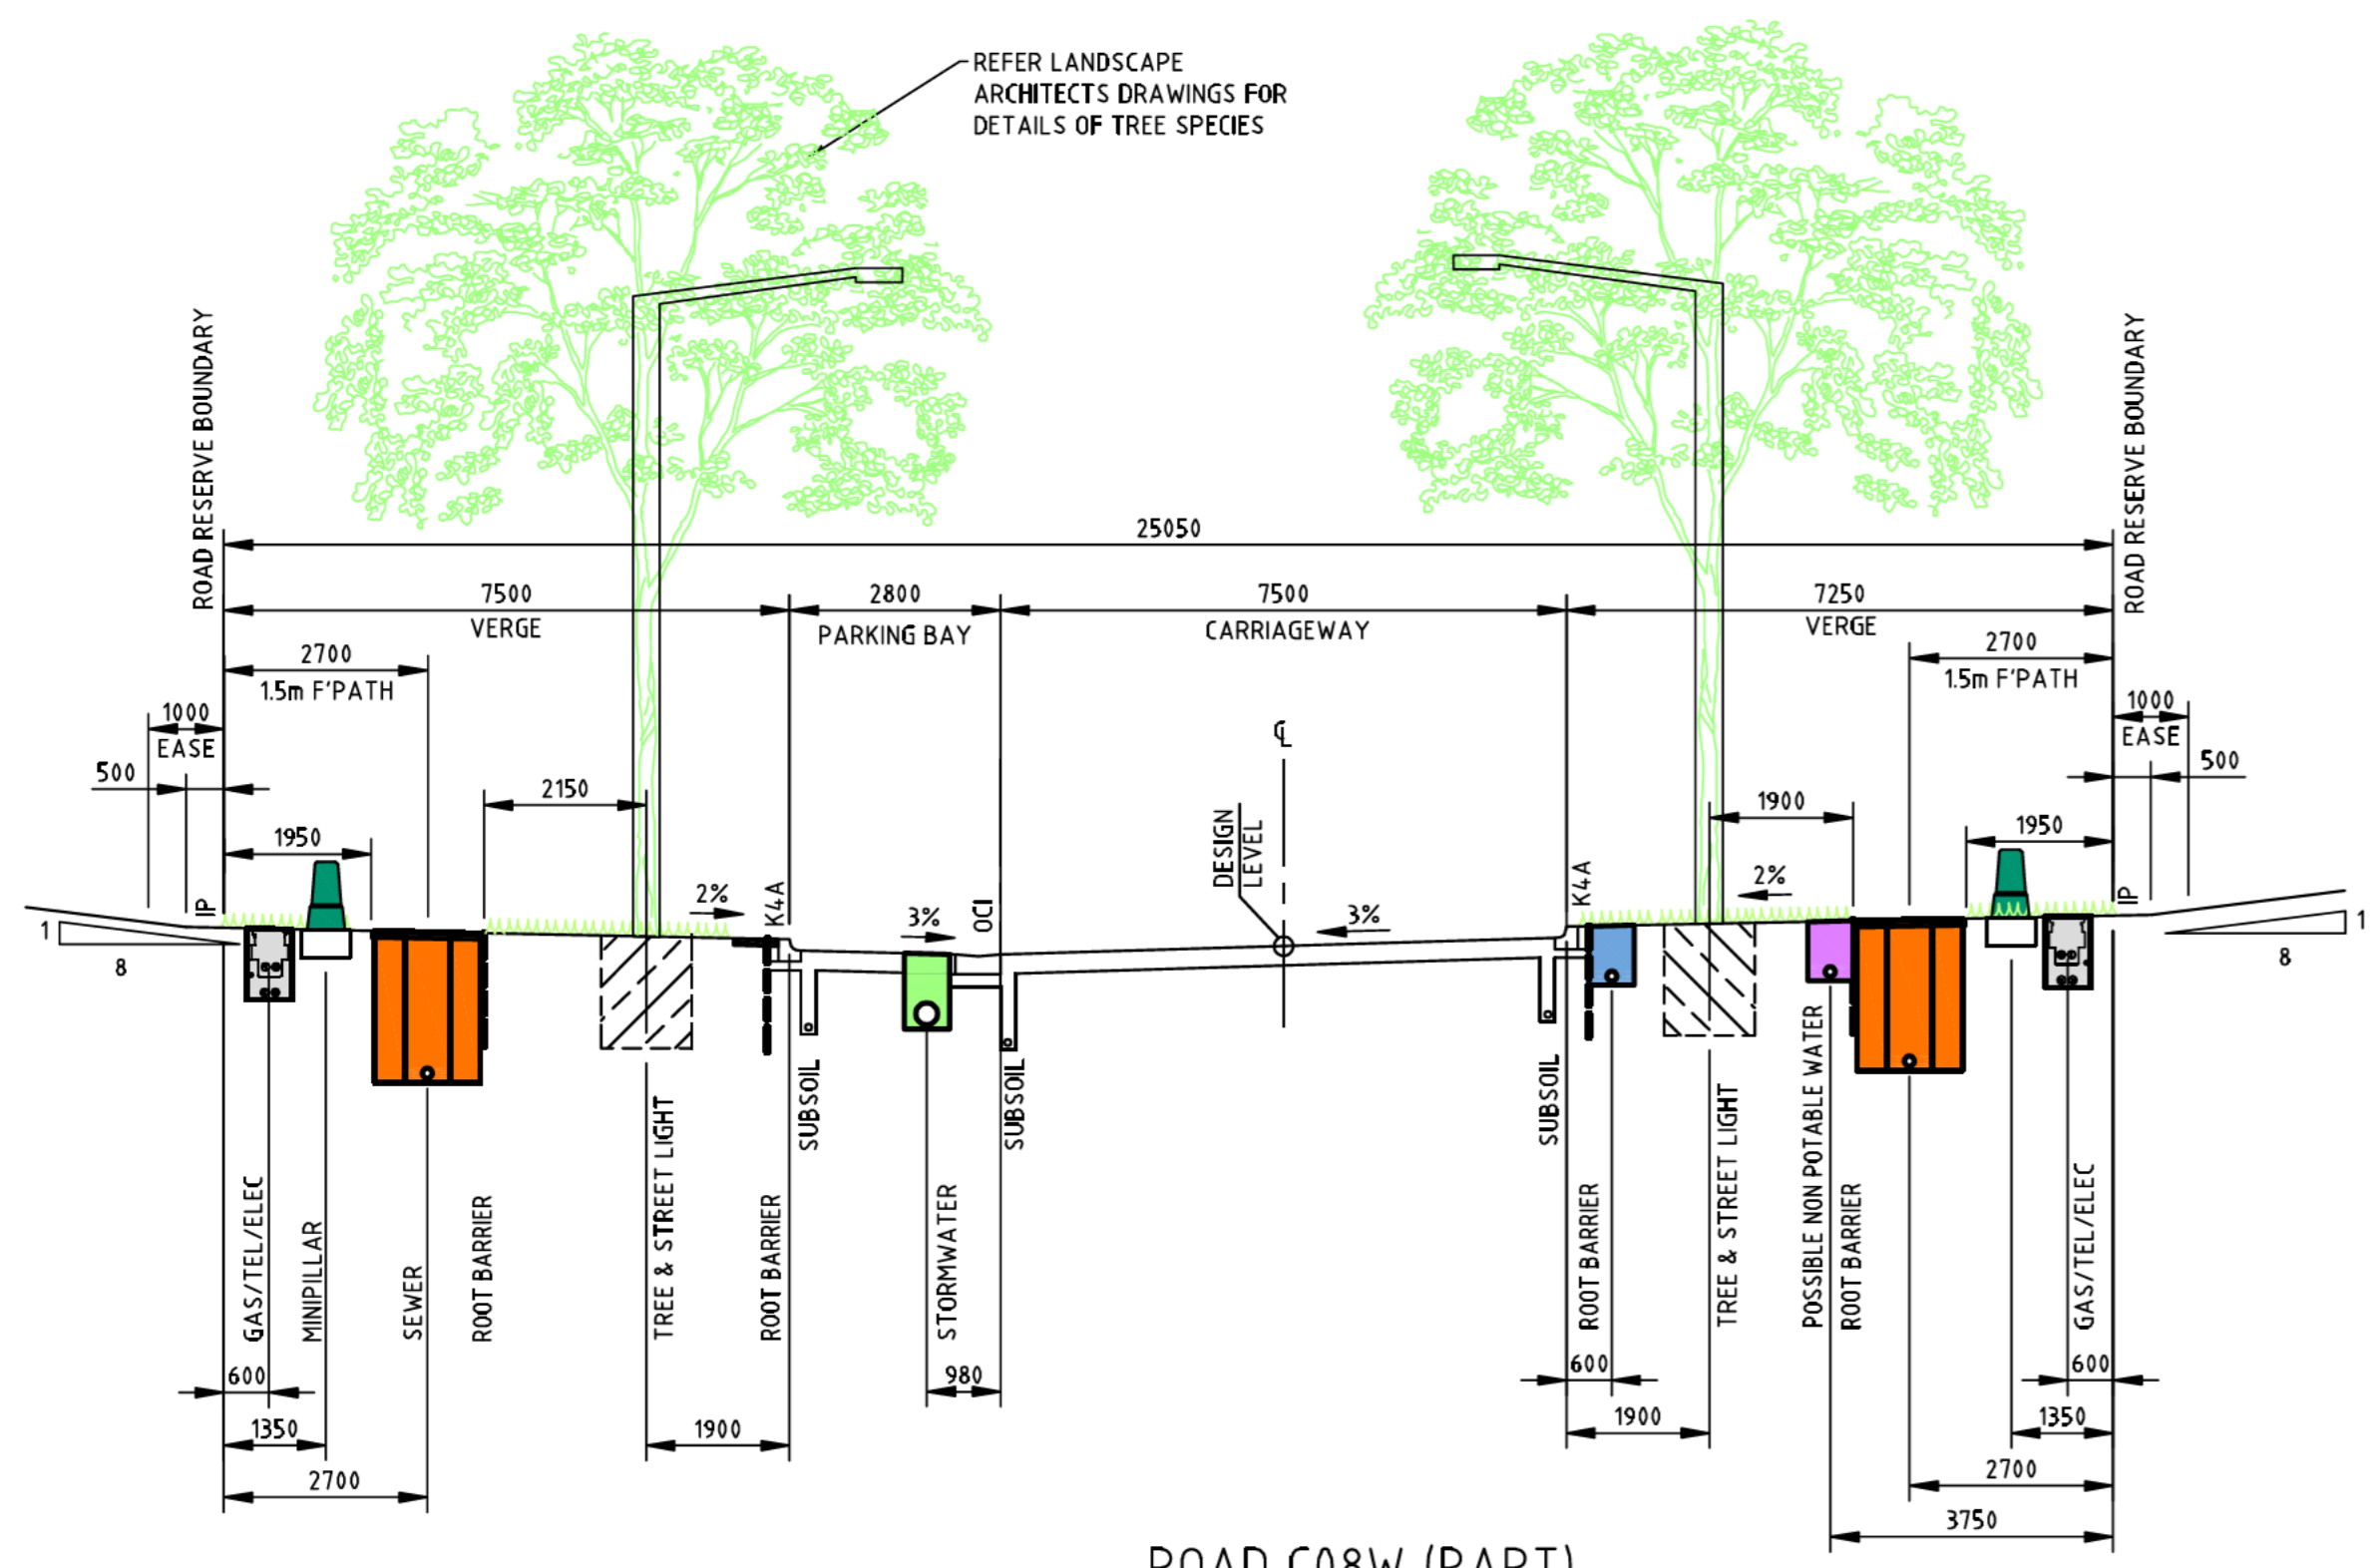 REFER LANDSCAPE
ARCHITECTS DRAWINGS FOR
DETAILS OF TREE SPECIES
ROAD RESERVE BOUNDARY
ROAD RESERVE BOUNDARY
25050
7500
VERGE
2800
PARKING BAY
7500
CARRIAGEWAY
7250
VERGE
2700
1.5m F'PATH
2700
1.5m F'PATH
1000
EASE
1000
EASE
500
500
2150
1900
1950
1950
℄
DESIGN
LEVEL
IP
2%
K4A
3%
OCI
3%
K4A
2%
IP
1
8
1
8
GAS/TEL/ELEC
MINIPILLAR
SEWER
ROOT BARRIER
TREE & STREET LIGHT
ROOT BARRIER
SUBSOIL
STORMWATER
SUBSOIL
SUBSOIL
ROOT BARRIER
TREE & STREET LIGHT
POSSIBLE NON POTABLE WATER
ROOT BARRIER
GAS/TEL/ELEC
600
980
600
600
1350
1900
1900
1350
2700
2700
3750
ROAD C08W (PART)